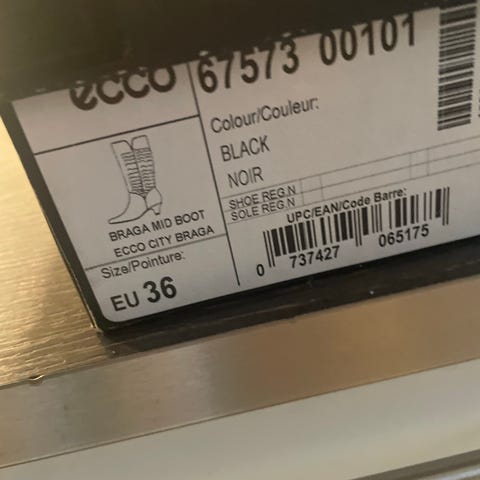 ecco 67573 00101
Colour/Couleur:
BLACK
NOIR
BRAGA MID BOOT
ECCO CITY BRAGA
SHOE REG.N
SOLE REG.N
Size/Pointure:
EU 36
UPC/EAN/Code Barre:
0 737427 065175